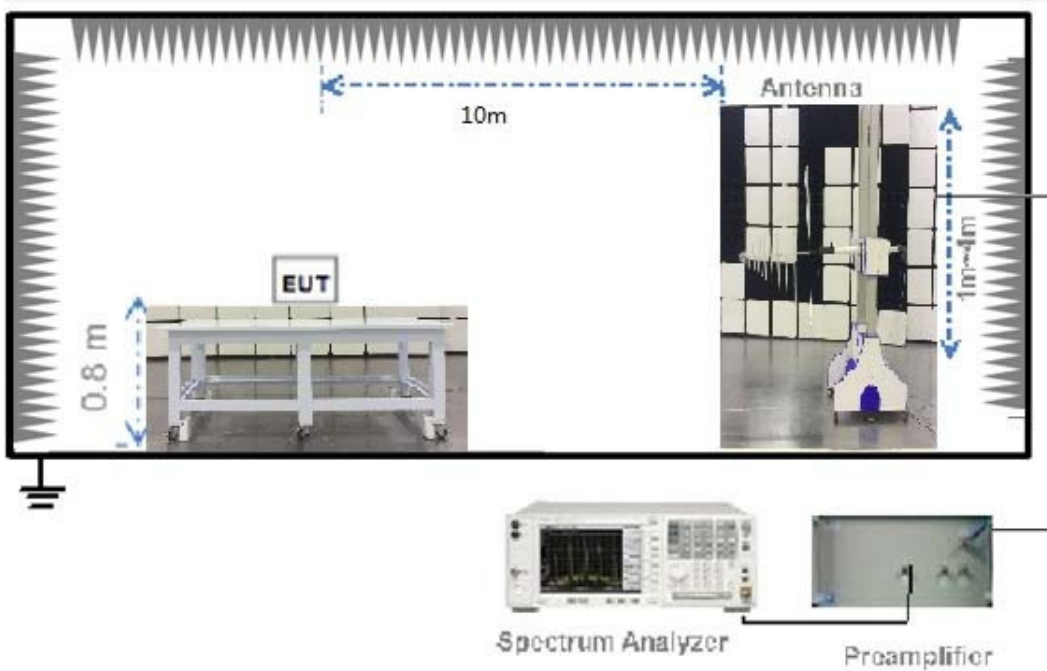 Antenna
10m
EUT
0.8 m
1m~4m
Spectrum Analyzer
Preamplifier